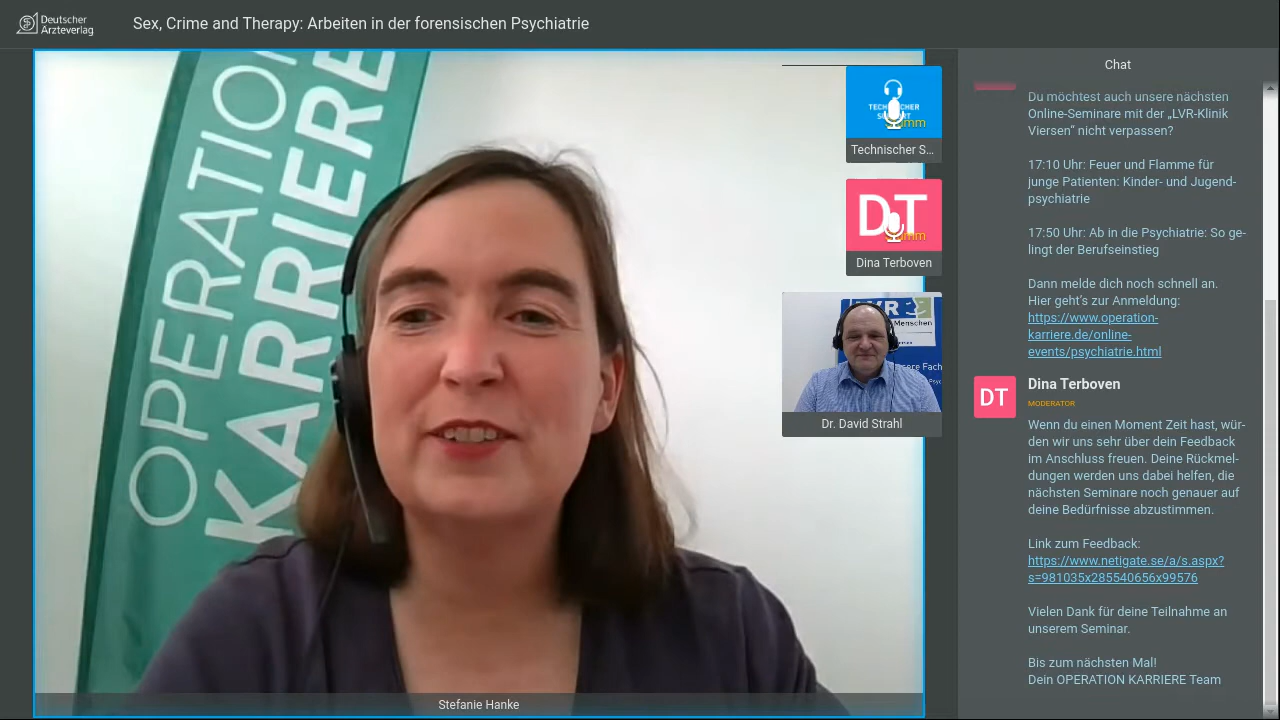 Deutscher
Ärzteverlag
Sex, Crime and Therapy: Arbeiten in der forensischen Psychiatrie
OPERATION
KARRIERE
Stefanie Hanke
Technischer S...
DT
Dina Terboven
LVR
Menschen
Dr. David Strahl
Chat
Du möchtest auch unsere nächsten
Online-Seminare mit der „LVR-Klinik
Viersen" nicht verpassen?
17:10 Uhr: Feuer und Flamme für
junge Patienten: Kinder- und Jugend-
psychiatrie
17:50 Uhr: Ab in die Psychiatrie: So ge-
lingt der Berufseinstieg
Dann melde dich noch schnell an.
Hier geht's zur Anmeldung:
https://www.operation-
karriere.de/online-
events/psychiatrie.html
DT
Dina Terboven
MODERATOR
Wenn du einen Moment Zeit hast, wür-
den wir uns sehr über dein Feedback
im Anschluss freuen. Deine Rückmel-
dungen werden uns dabei helfen, die
nächsten Seminare noch genauer auf
deine Bedürfnisse abzustimmen.
Link zum Feedback:
https://www.netigate.se/a/s.aspx?
s=981035x285540656x99576
Vielen Dank für deine Teilnahme an
unserem Seminar.
Bis zum nächsten Mal!
Dein OPERATION KARRIERE Team